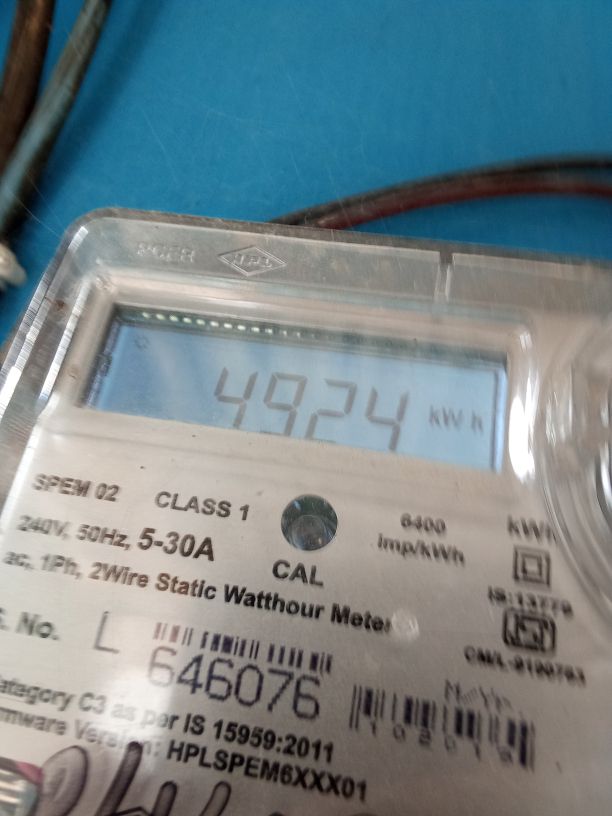 HPL
4924 kWh
SPEM 02 CLASS 1 6400 kWh
240V, 50Hz, 5-30A Imp/kWh
CAL
ac, 1Ph, 2Wire Static Watthour Meter
IS:13779
No. L 646076
Category C3 as per IS 15959:2011
Version: HPLSPEM6XXX01